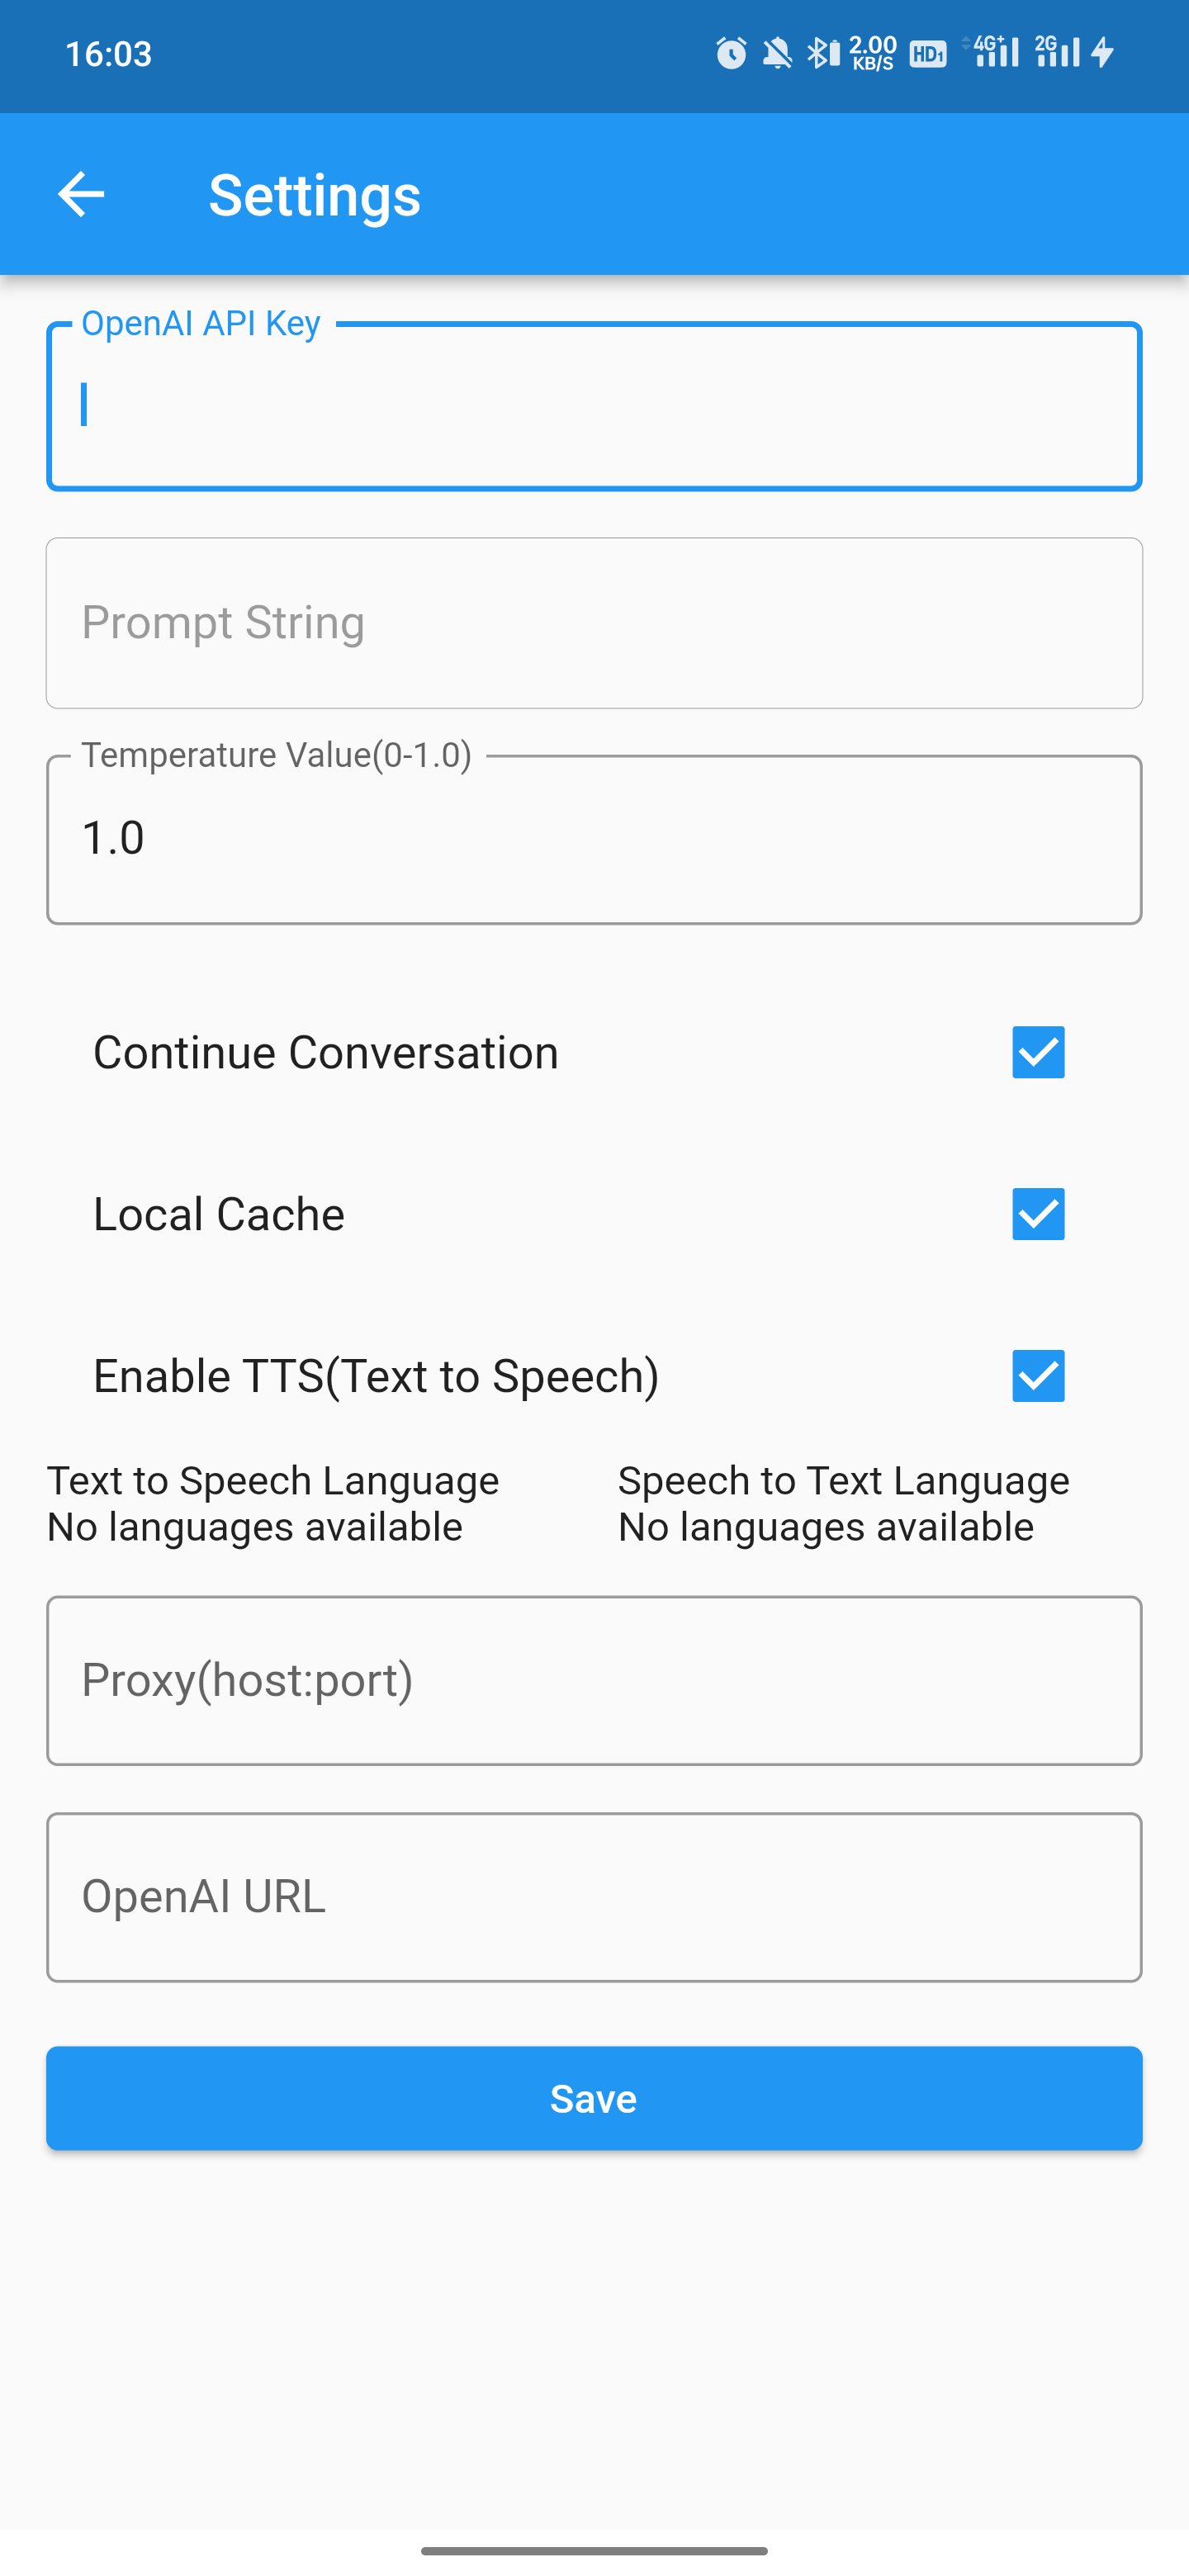 16:03 2.00 KB/S HD1 4G+ 2G
Settings
OpenAI API Key
Prompt String
Temperature Value(0-1.0)
1.0
Continue Conversation
Local Cache
Enable TTS(Text to Speech)
Text to Speech Language
No languages available
Speech to Text Language
No languages available
Proxy(host:port)
OpenAI URL
Save